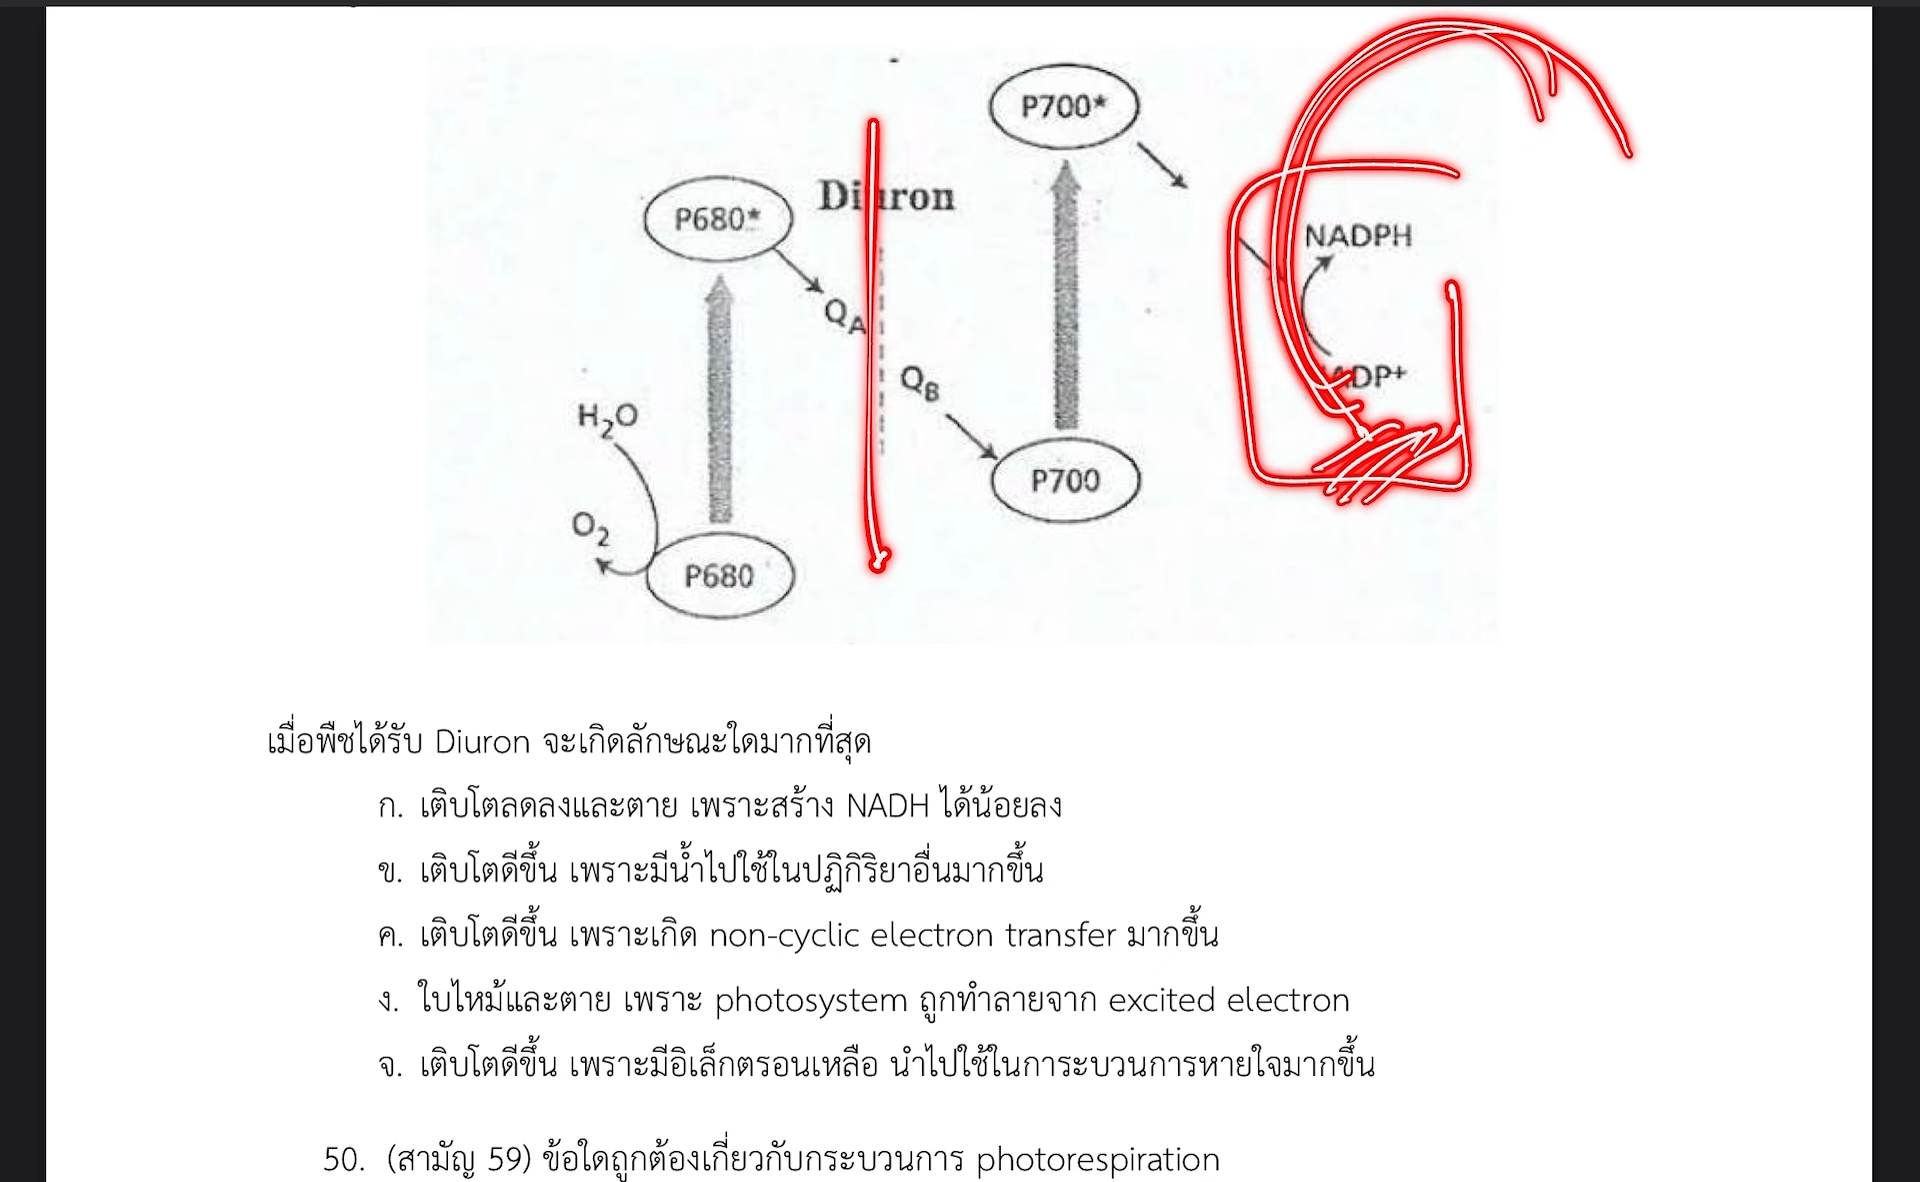 P700*
P680*
Diuron
NADPH
QA
NADP+
QB
H2O
P700
O2
P680
เมื่อพืชได้รับ Diuron จะเกิดลักษณะใดมากที่สุด
ก. เติบโตลดลงและตาย เพราะสร้าง NADH ได้น้อยลง
ข. เติบโตดีขึ้น เพราะมีน้ำไปใช้ในปฏิกิริยาอื่นมากขึ้น
ค. เติบโตดีขึ้น เพราะเกิด non-cyclic electron transfer มากขึ้น
ง. ใบไหม้และตาย เพราะ photosystem ถูกทำลายจาก excited electron
จ. เติบโตดีขึ้น เพราะมีอิเล็กตรอนเหลือ นำไปใช้ในการะบวนการหายใจมากขึ้น
50. (สามัญ 59) ข้อใดถูกต้องเกี่ยวกับกระบวนการ photorespiration